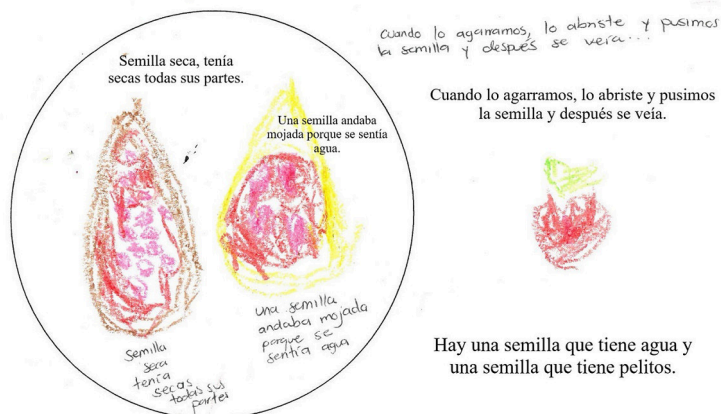 Cuando lo agarramos, lo abriste y pusimos
la semilla y después se veía...
Semilla seca, tenía
secas todas sus partes.
Una semilla andaba
mojada porque se sentía
agua.
Cuando lo agarramos, lo abriste y pusimos
la semilla y después se veía.
una semilla
andaba mojada
porque se
sentía agua
Semilla
seca
tenía
secas
todas sus
partes
Hay una semilla que tiene agua y
una semilla que tiene pelitos.